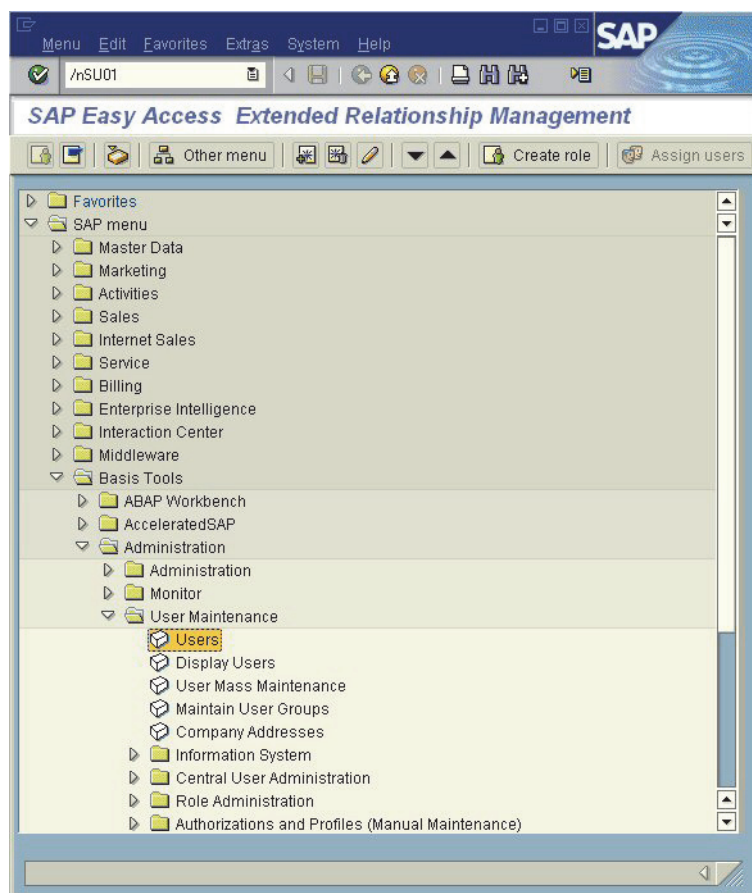 Menu Edit Favorites Extras System Help
SAP
/nSU01
SAP Easy Access Extended Relationship Management
Other menu Create role Assign users
Favorites
SAP menu
Master Data
Marketing
Activities
Sales
Internet Sales
Service
Billing
Enterprise Intelligence
Interaction Center
Middleware
Basis Tools
ABAP Workbench
AcceleratedSAP
Administration
Administration
Monitor
User Maintenance
Users
Display Users
User Mass Maintenance
Maintain User Groups
Company Addresses
Information System
Central User Administration
Role Administration
Authorizations and Profiles (Manual Maintenance)